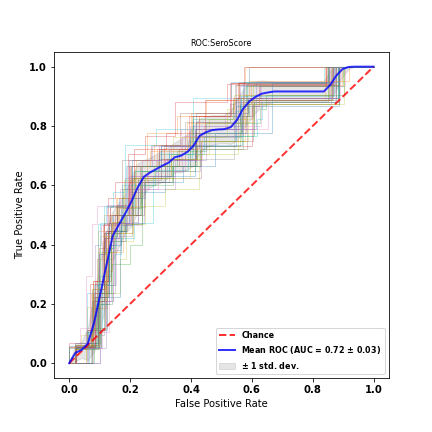 ROC:SeroScore
1.0
0.8
0.6
0.4
0.2
0.0
True Positive Rate
0.0 0.2 0.4 0.6 0.8 1.0
False Positive Rate
Chance
Mean ROC (AUC = 0.72 ± 0.03)
± 1 std. dev.